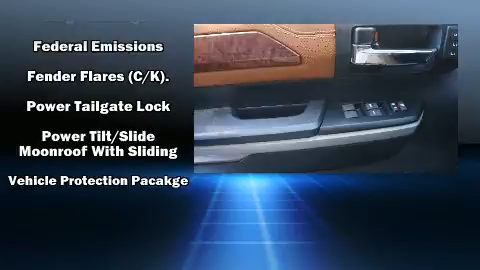 Federal Emissions
Fender Flares (C/K).
Power Tailgate Lock
Power Tilt/Slide
Moonroof With Sliding
Vehicle Protection Pacakge